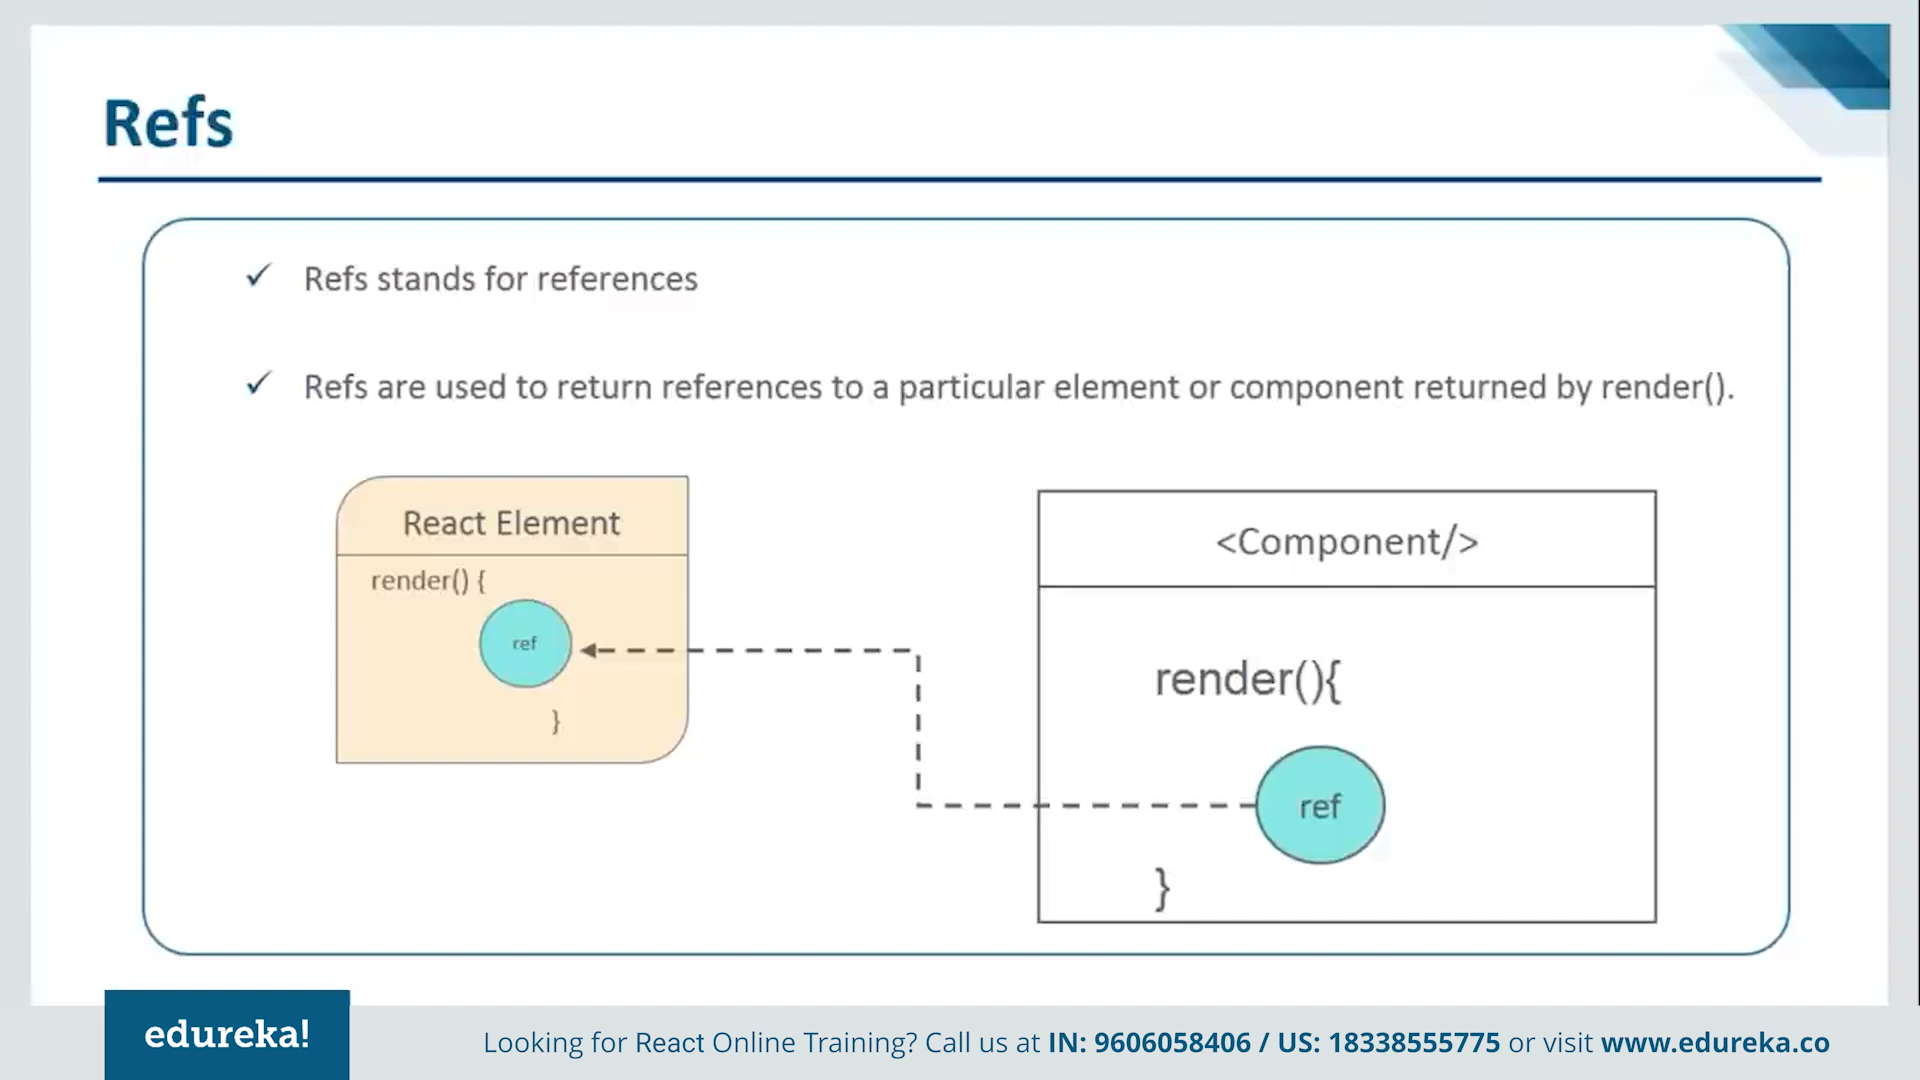 Refs
✓ Refs stands for references
✓ Refs are used to return references to a particular element or component returned by render().
React Element
render() {
ref
}
<Component/>
render(){
ref
}
edureka!
Looking for React Online Training? Call us at IN: 9606058406 / US: 18338555775 or visit www.edureka.co